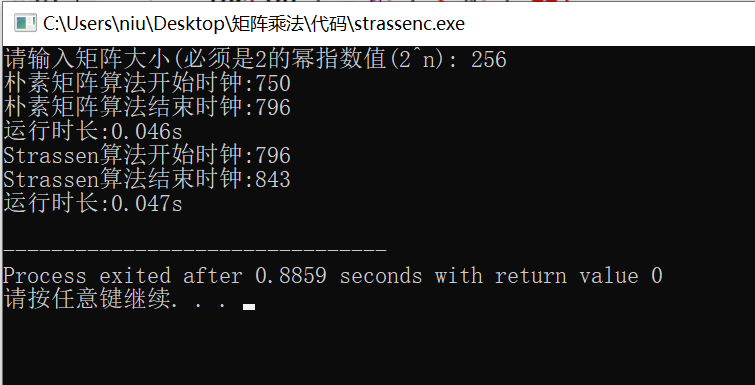 C:\Users\niu\Desktop\矩阵乘法\代码\strassenc.exe
请输入矩阵大小(必须是2的幂指数值(2^n): 256
朴素矩阵算法开始时钟:750
朴素矩阵算法结束时钟:796
运行时长:0.046s
Strassen算法开始时钟:796
Strassen算法结束时钟:843
运行时长:0.047s
--------------------------------
Process exited after 0.8859 seconds with return value 0
请按任意键继续. . .